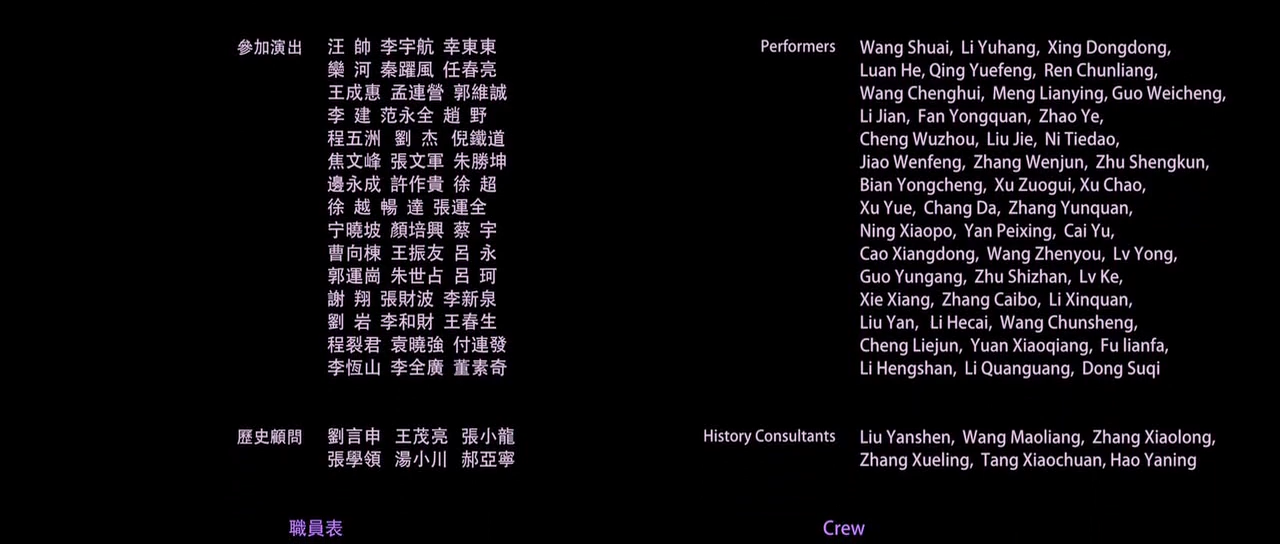 參加演出 汪 帥 李宇航 幸東東 Performers Wang Shuai, Li Yuhang, Xing Dongdong,
欒 河 秦躍風 任春亮 Luan He, Qing Yuefeng, Ren Chunliang,
王成惠 孟連營 郭維誠 Wang Chenghui, Meng Lianying, Guo Weicheng,
李 建 范永全 趙 野 Li Jian, Fan Yongquan, Zhao Ye,
程五洲 劉 杰 倪鐵道 Cheng Wuzhou, Liu Jie, Ni Tiedao,
焦文峰 張文軍 朱勝坤 Jiao Wenfeng, Zhang Wenjun, Zhu Shengkun,
邊永成 許作貴 徐 超 Bian Yongcheng, Xu Zuogui, Xu Chao,
徐 越 暢 達 張運全 Xu Yue, Chang Da, Zhang Yunquan,
宁曉坡 顏培興 蔡 宇 Ning Xiaopo, Yan Peixing, Cai Yu,
曹向棟 王振友 呂 永 Cao Xiangdong, Wang Zhenyou, Lv Yong,
郭運崗 朱世占 呂 珂 Guo Yungang, Zhu Shizhan, Lv Ke,
謝 翔 張財波 李新泉 Xie Xiang, Zhang Caibo, Li Xinquan,
劉 岩 李和財 王春生 Liu Yan, Li Hecai, Wang Chunsheng,
程裂君 袁曉強 付連發 Cheng Liejun, Yuan Xiaoqiang, Fu lianfa,
李恆山 李全廣 董素奇 Li Hengshan, Li Quanguang, Dong Suqi
歷史顧問 劉言申 王茂亮 張小龍 History Consultants Liu Yanshen, Wang Maoliang, Zhang Xiaolong,
張學領 湯小川 郝亞寧 Zhang Xueling, Tang Xiaochuan, Hao Yaning
職員表 Crew